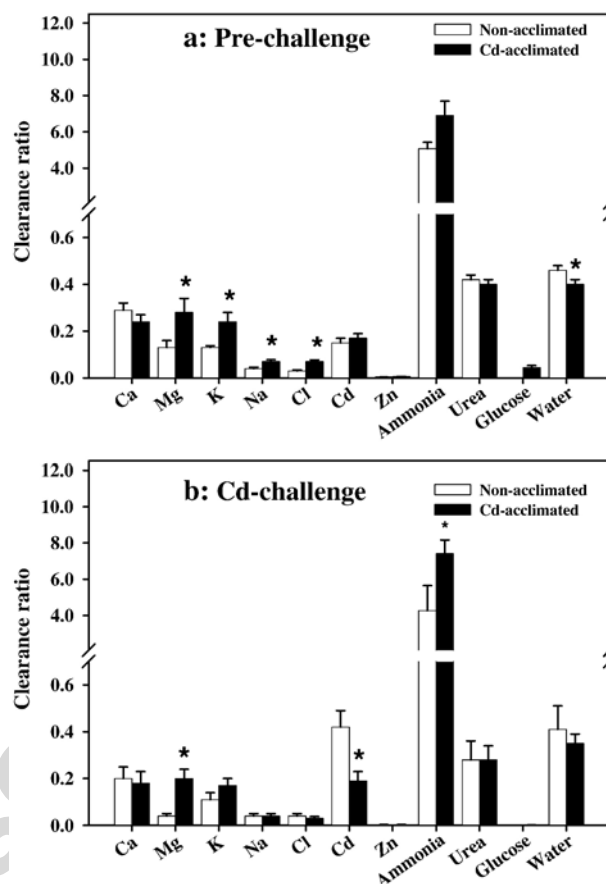 12.0
a: Pre-challenge
Non-acclimated
Cd-acclimated
10.0
8.0
6.0
4.0
Clearance ratio
0.6
0.4
0.2
0.0
* * * * *
Ca Mg K Na Cl Cd Zn Ammonia Urea Glucose Water
12.0
b: Cd-challenge
Non-acclimated
Cd-acclimated
10.0
8.0
6.0
4.0
Clearance ratio
0.6
0.4
0.2
0.0
* * *
Ca Mg K Na Cl Cd Zn Ammonia Urea Glucose Water